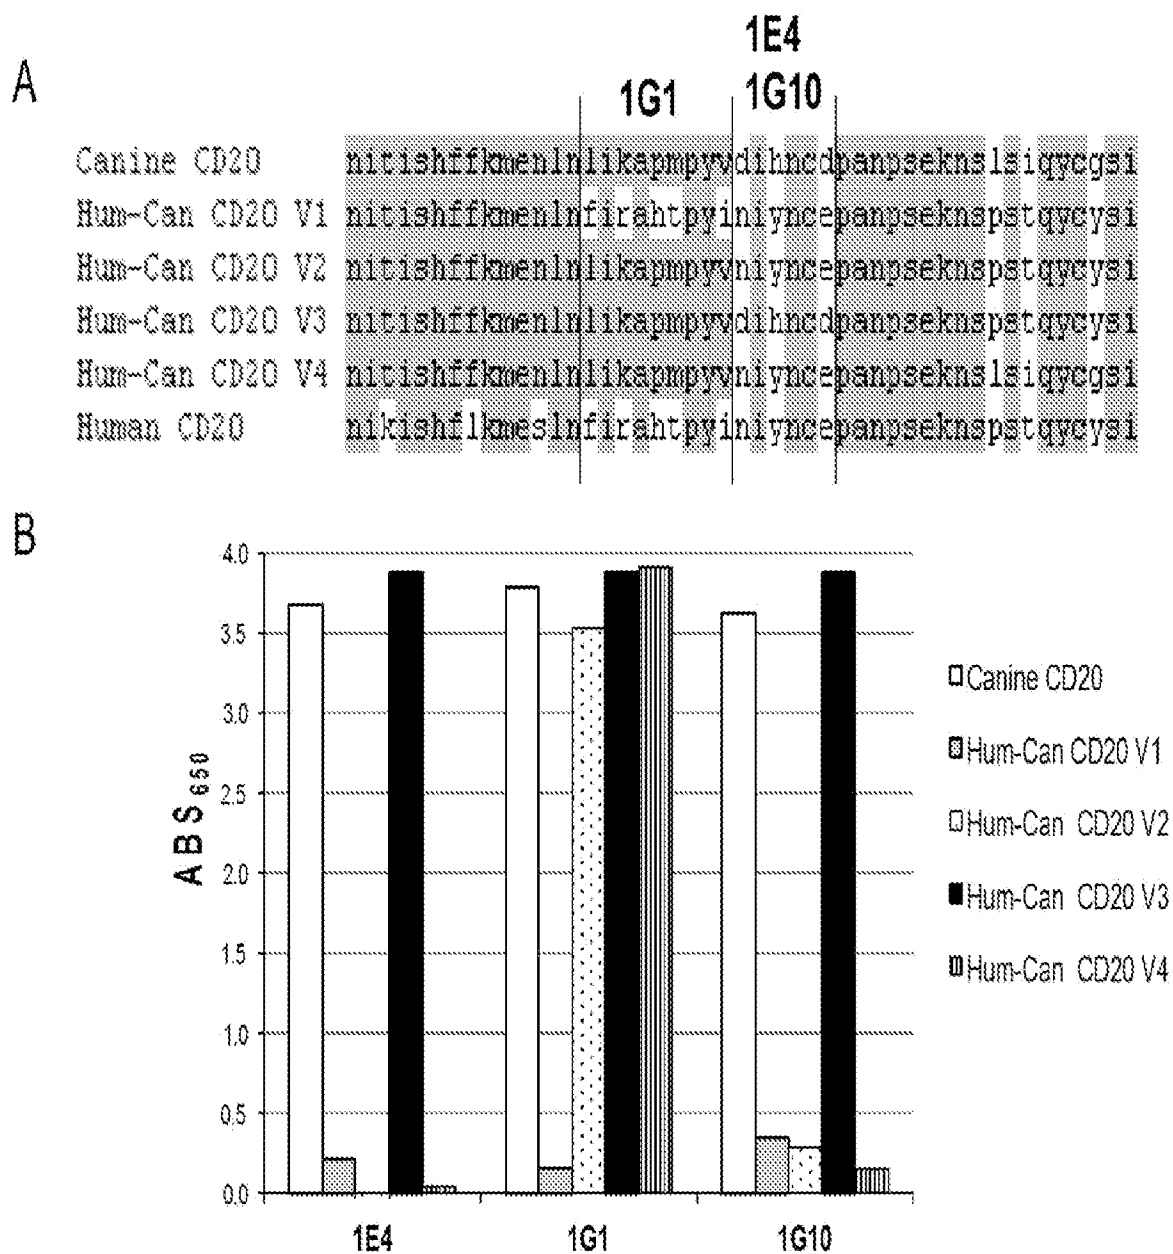 A
1E4
1G1 1G10
Canine CD20 nitishffkmenlnlikapmpyvdihncdpanpseknslsiqycgsi
Hum-Can CD20 V1 nitishffkmenlnfirahtpyiniyncepanpseknspstqycysi
Hum-Can CD20 V2 nitishffkmenlnlikapmpyvniyncepanpseknspstqycysi
Hum-Can CD20 V3 nitishffkmenlnlikapmpyvdihncdpanpseknspstqycysi
Hum-Can CD20 V4 nitishffkmenlnlikapmpyvniyncepanpseknslsiqycgsi
Human CD20 nikishflkmeslnfirahtpyiniyncepanpseknspstqycysi
B
4.0
3.5
3.0
2.5
2.0
1.5
1.0
0.5
0.0
ABS650
1E4 1G1 1G10
Canine CD20
Hum-Can CD20 V1
Hum-Can CD20 V2
Hum-Can CD20 V3
Hum-Can CD20 V4